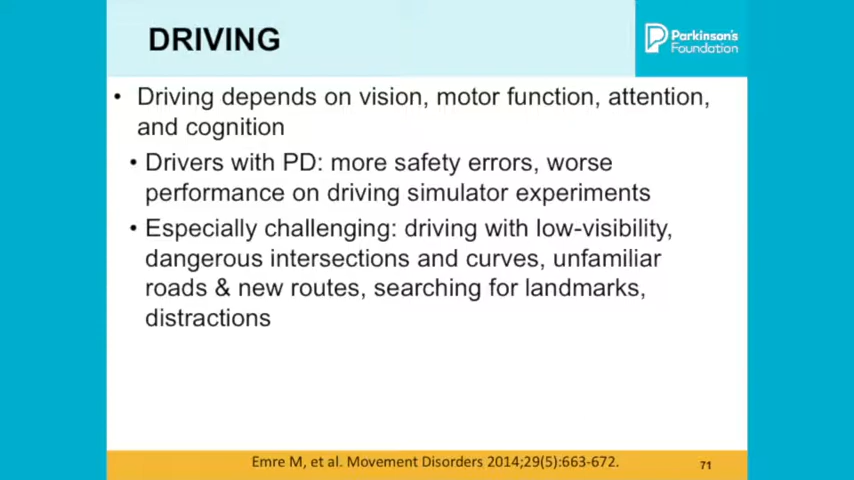 DRIVING
Parkinson's
Foundation
• Driving depends on vision, motor function, attention,
and cognition
• Drivers with PD: more safety errors, worse
performance on driving simulator experiments
• Especially challenging: driving with low-visibility,
dangerous intersections and curves, unfamiliar
roads & new routes, searching for landmarks,
distractions
Emre M, et al. Movement Disorders 2014;29(5):663-672.
71